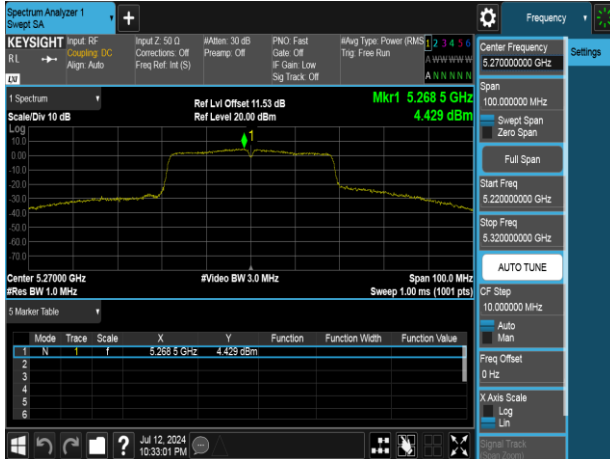 Spectrum Analyzer 1
Swept SA
+
Frequency
KEYSIGHT
RL
LXI
Input: RF
Coupling: DC
Align: Auto
Input Z: 50 Ω
Corrections: Off
Freq Ref: Int (S)
#Atten: 30 dB
Preamp: Off
PNO: Fast
Gate: Off
IF Gain: Low
Sig Track: Off
#Avg Type: Power (RMS
Trig: Free Run
1 2 3 4 5 6
A W W W W W
A N N N N N
1 Spectrum
Scale/Div 10 dB
Log
Ref Lvl Offset 11.53 dB
Ref Level 20.00 dBm
Mkr1 5.268 5 GHz
4.429 dBm
1
10.0
0.00
-10.0
-20.0
-30.0
-40.0
-50.0
-60.0
-70.0
Center 5.27000 GHz
#Res BW 1.0 MHz
#Video BW 3.0 MHz
Span 100.0 MHz
Sweep 1.00 ms (1001 pts)
5 Marker Table
Mode Trace Scale X Y Function Function Width Function Value
1 N 1 f 5.268 5 GHz 4.429 dBm
2
3
4
5
6
?
Jul 12, 2024
10:33:01 PM
Center Frequency
5.270000000 GHz
Settings
Span
100.000000 MHz
Swept Span
Zero Span
Full Span
Start Freq
5.220000000 GHz
Stop Freq
5.320000000 GHz
AUTO TUNE
CF Step
10.000000 MHz
Auto
Man
Freq Offset
0 Hz
X Axis Scale
Log
Lin
Signal Track
(Span Zoom)